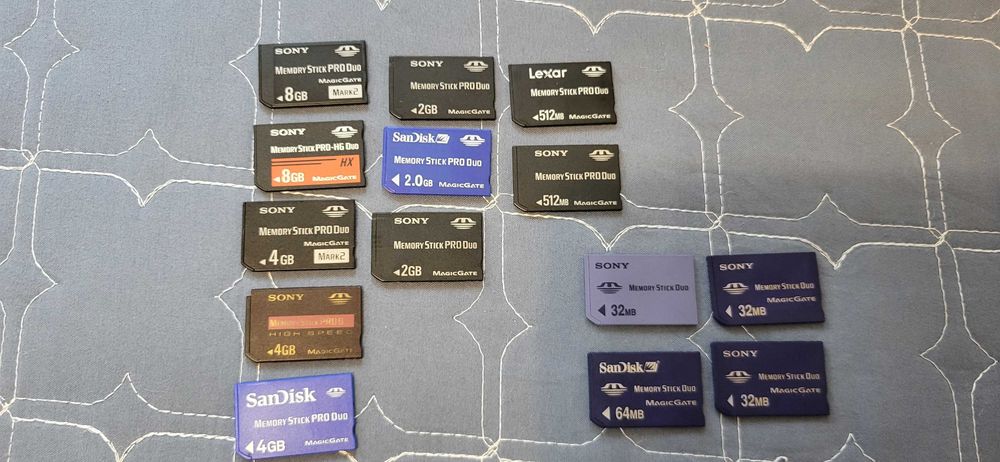 SONY
MEMORY STICK PRO DUO
MAGICGATE
8GB MARK2
SONY
MEMORY STICK PRO-HG DUO
HX
8GB MAGICGATE
SONY
MEMORY STICK PRO DUO
MAGICGATE
4GB MARK2
SONY
MEMORY STICK PRO
HIGH SPEED
4GB MAGICGATE
SanDisk
MEMORY STICK PRO DUO
4GB MAGICGATE
SONY
MEMORY STICK PRO DUO
2GB MAGICGATE
SanDisk
MEMORY STICK PRO DUO
2.0GB MAGICGATE
SONY
MEMORY STICK PRO DUO
2GB MAGICGATE
Lexar
MEMORY STICK PRO DUO
512MB MAGICGATE
SONY
MEMORY STICK PRO DUO
512MB MAGICGATE
SONY
MEMORY STICK DUO
32MB
SONY
MEMORY STICK DUO
MAGICGATE
32MB
SanDisk
MEMORY STICK DUO
64MB
SONY
MEMORY STICK DUO
32MB